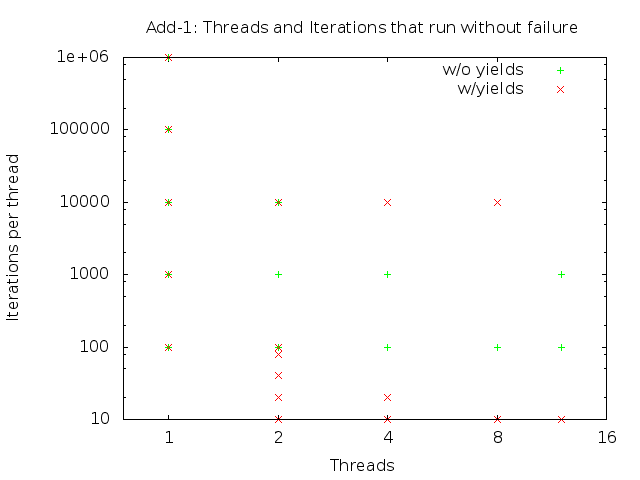 Add-1: Threads and Iterations that run without failure
1e+06
w/o yields
w/yields
100000
10000
Iterations per thread
1000
100
10
1 2 4 8 16
Threads